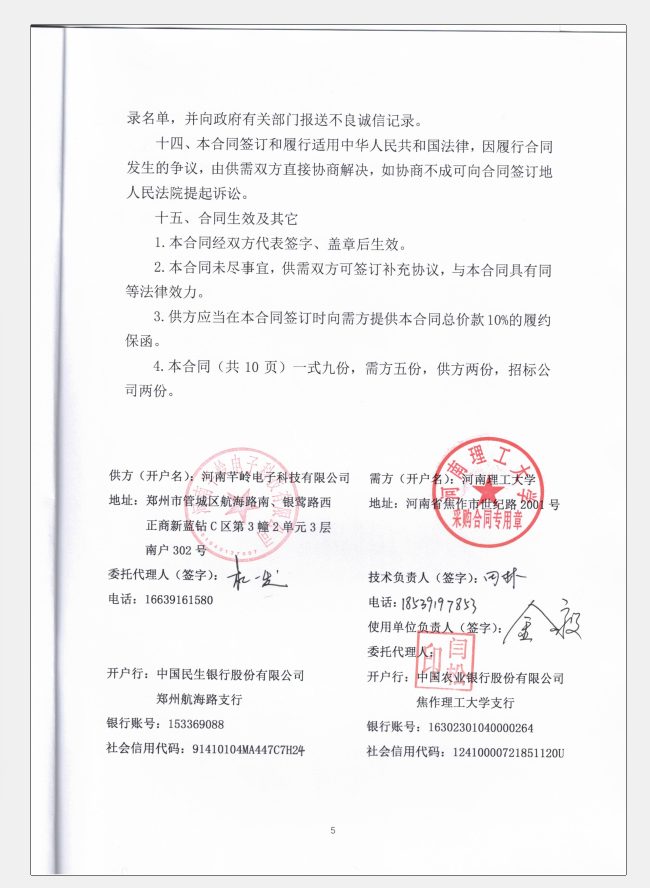 录名单，并向政府有关部门报送不良诚信记录。
十四、本合同签订和履行适用中华人民共和国法律，因履行合同
发生的争议，由供需双方直接协商解决，如协商不成可向合同签订地
人民法院提起诉讼。
十五、合同生效及其它
1.本合同经双方代表签字、盖章后生效。
2.本合同未尽事宜，供需双方可签订补充协议，与本合同具有同
等法律效力。
3.供方应当在本合同签订时向需方提供本合同总价款10%的履约
保函。
4.本合同（共10页）一式九份，需方五份，供方两份，招标公
司两份。
供方（开户名）：河南芊岭电子科技有限公司
地址：郑州市管城区航海路南、银莺路西
正商新蓝钻C区第3幢2单元3层
南户302号
委托代理人（签字）：
电话：16639161580
开户行：中国民生银行股份有限公司
郑州航海路支行
银行账号：153369088
社会信用代码：91410104MA447C7H24
需方（开户名）：河南理工大学
地址：河南省焦作市世纪路2001号
河南理工大学
采购合同专用章
技术负责人（签字）：
电话：18539197853
使用单位负责人（签字）：
委托代理人：
闫松印
开户行：中国农业银行股份有限公司
焦作理工大学支行
银行账号：16302301040000264
社会信用代码：12410000721851120U
5